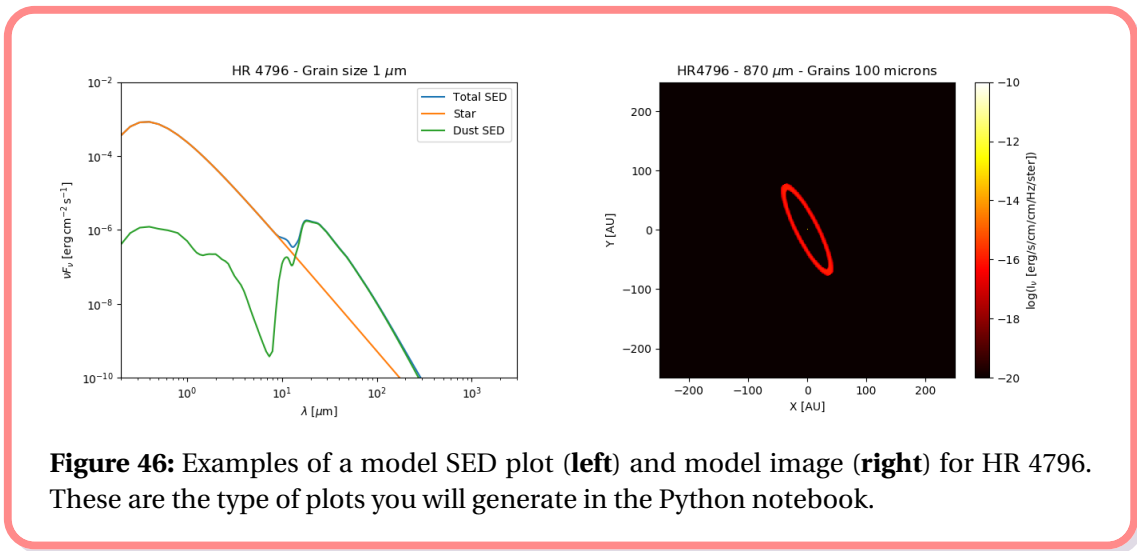 HR 4796 - Grain size 1 μm
10⁻²
10⁻⁴
10⁻⁶
10⁻⁸
10⁻¹⁰
νFν [erg cm⁻² s⁻¹]
Total SED
Star
Dust SED
10⁰ 10¹ 10² 10³
λ [μm]
HR4796 - 870 μm - Grains 100 microns
200
100
0
−100
−200
Y [AU]
−200 −100 0 100 200
X [AU]
−10
−12
−14
−16
−18
−20
log(Iν [erg/s/cm/cm/Hz/ster])
Figure 46: Examples of a model SED plot (left) and model image (right) for HR 4796.
These are the type of plots you will generate in the Python notebook.